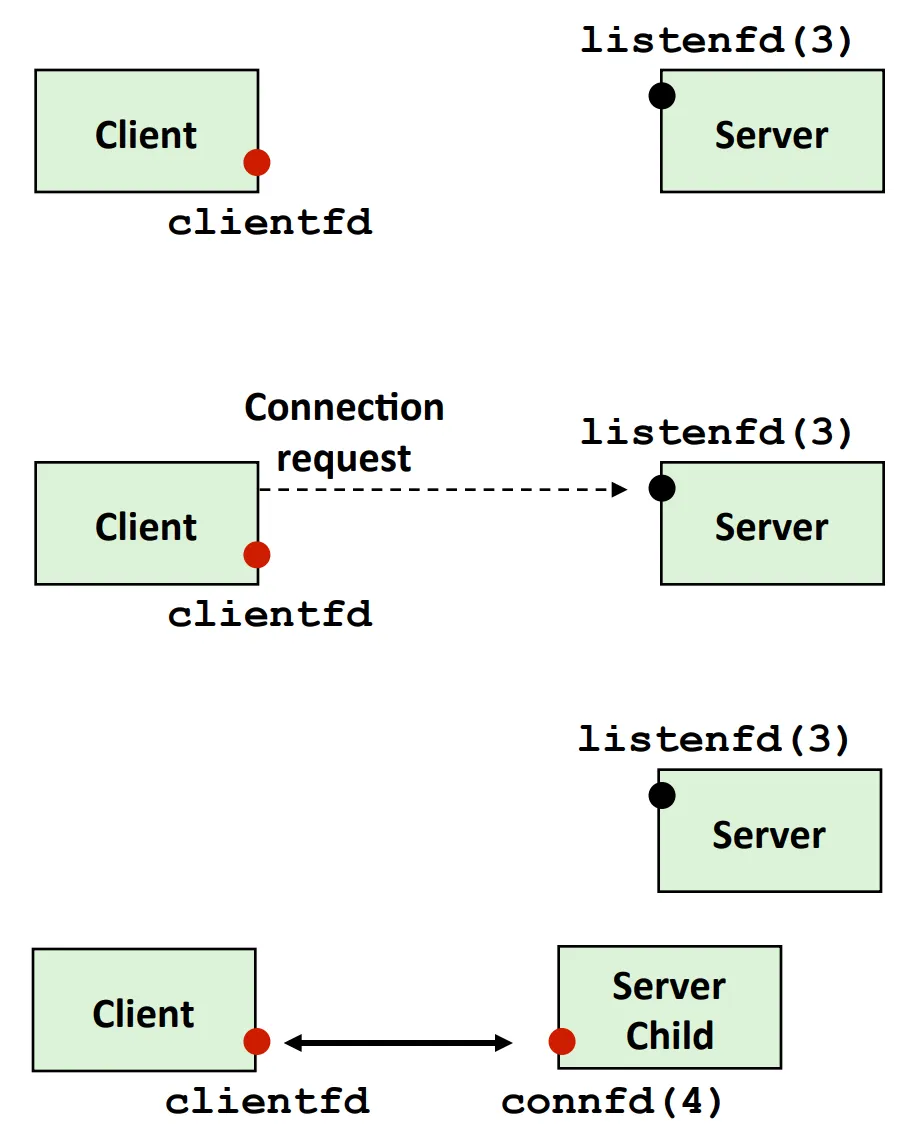 listenfd(3)
Client
Server
clientfd
Connection
request
listenfd(3)
Client
Server
clientfd
listenfd(3)
Server
Client
Server
Child
clientfd
connfd(4)